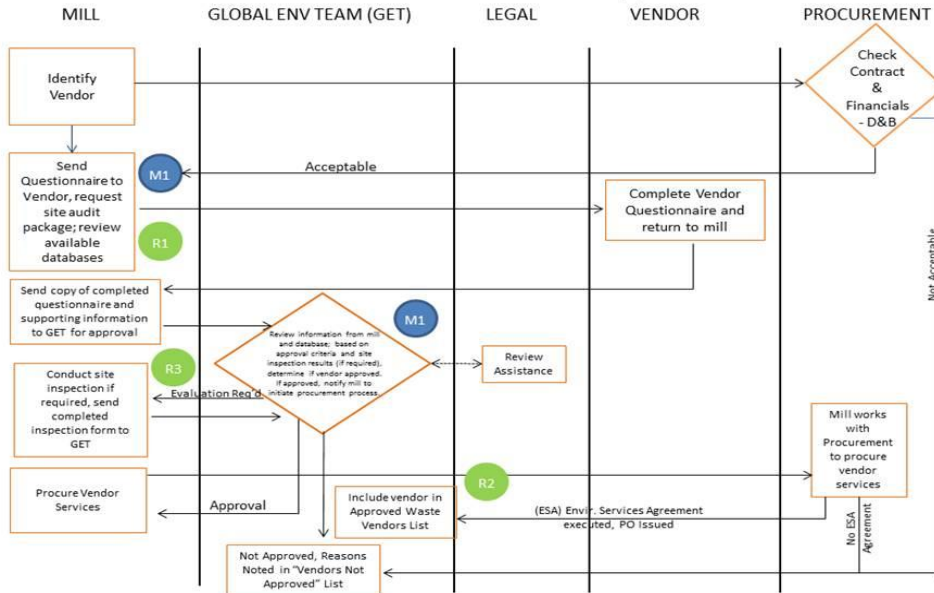 MILL
GLOBAL ENV TEAM (GET)
LEGAL
VENDOR
PROCUREMENT
Identify
Vendor
Check
Contract
&
Financials
- D&B
Acceptable
Send
Questionnaire to
Vendor, request
site audit
package; review
available
databases
M1
R1
Complete Vendor
Questionnaire and
return to mill
Not Acceptable
Send copy of completed
questionnaire and
supporting information
to GET for approval
M1
Review information from mill
and database; based on
approval criteria and site
inspection results (if required),
determine if vendor approved.
If approved, notify mill to
initiate procurement process.
Review
Assistance
R3
Evaluation Req'd
Conduct site
inspection if
required, send
completed
inspection form to
GET
Mill works
with
Procurement
to procure
vendor
services
Procure Vendor
Services
Approval
R2
Include vendor in
Approved Waste
Vendors List
(ESA) Envir. Services Agreement
executed, PO Issued
No ESA
Agreement
Not Approved, Reasons
Noted in "Vendors Not
Approved" List